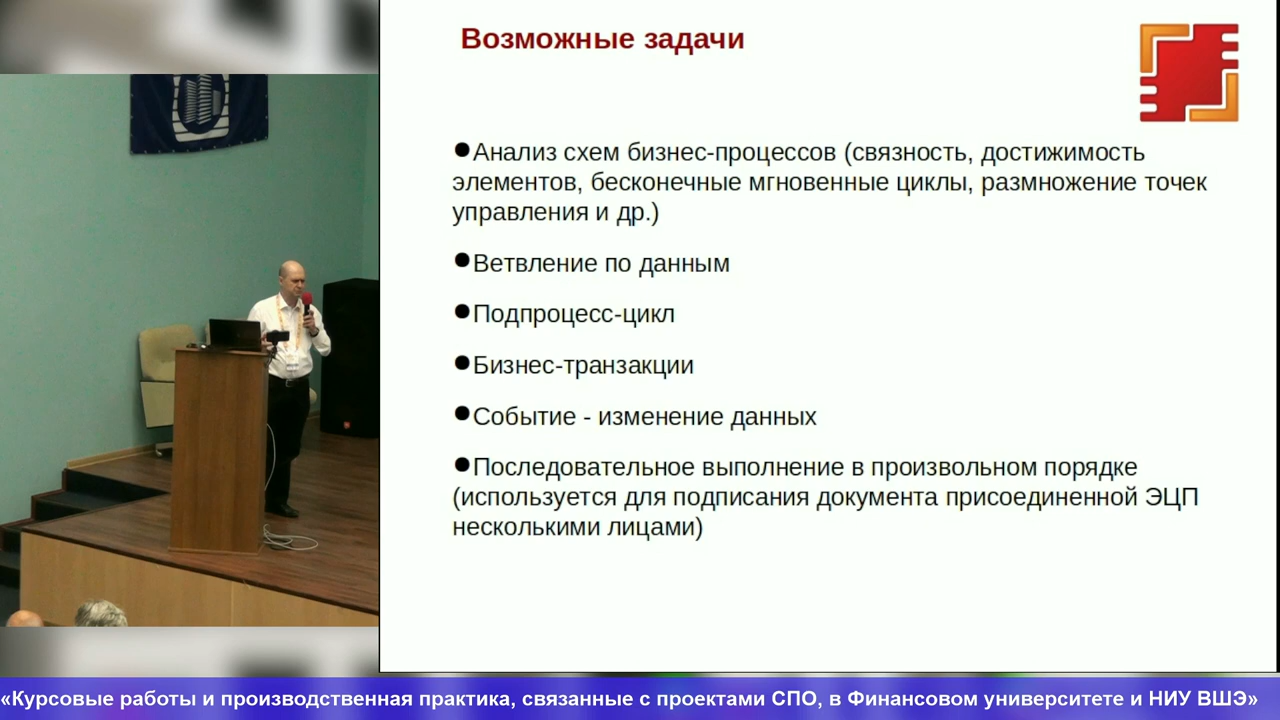 Возможные задачи
●Анализ схем бизнес-процессов (связность, достижимость
элементов, бесконечные мгновенные циклы, размножение точек
управления и др.)
●Ветвление по данным
●Подпроцесс-цикл
●Бизнес-транзакции
●Событие - изменение данных
●Последовательное выполнение в произвольном порядке
(используется для подписания документа присоединенной ЭЦП
несколькими лицами)
«Курсовые работы и производственная практика, связанные с проектами СПО, в Финансовом университете и НИУ ВШЭ»